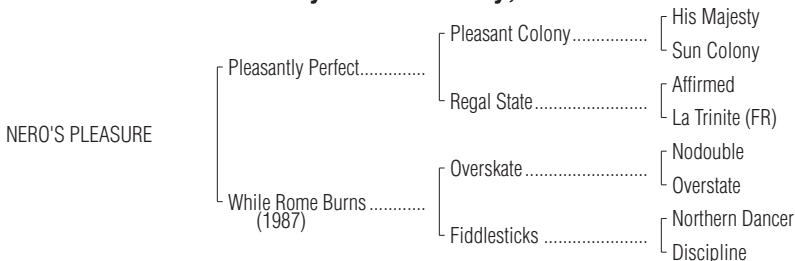 His Majesty
Pleasant Colony...............
Sun Colony
Pleasantly Perfect.............
Affirmed
Regal State........................
La Trinite (FR)
NERO'S PLEASURE
Nodouble
Overskate........................
Overstate
While Rome Burns ...........
(1987)
Northern Dancer
Fiddlesticks ....................
Discipline